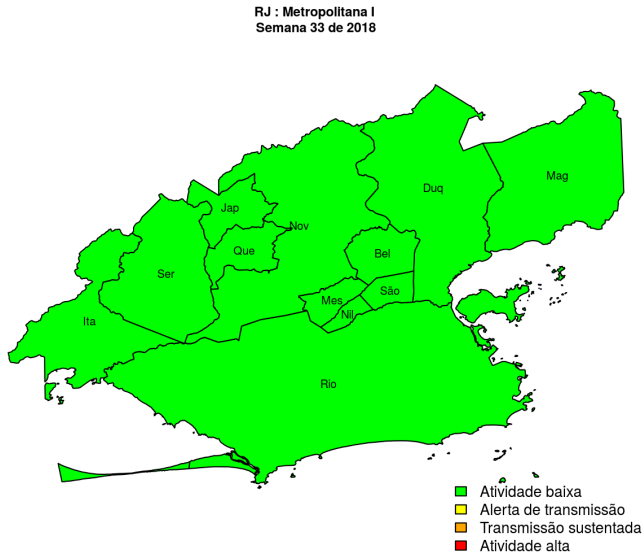 RJ : Metropolitana I
Semana 33 de 2018
Mag
Duq
Jap
Nov
Que
Bel
Ser
São
Mes
Nil
Ita
Rio
Atividade baixa
Alerta de transmissão
Transmissão sustentada
Atividade alta